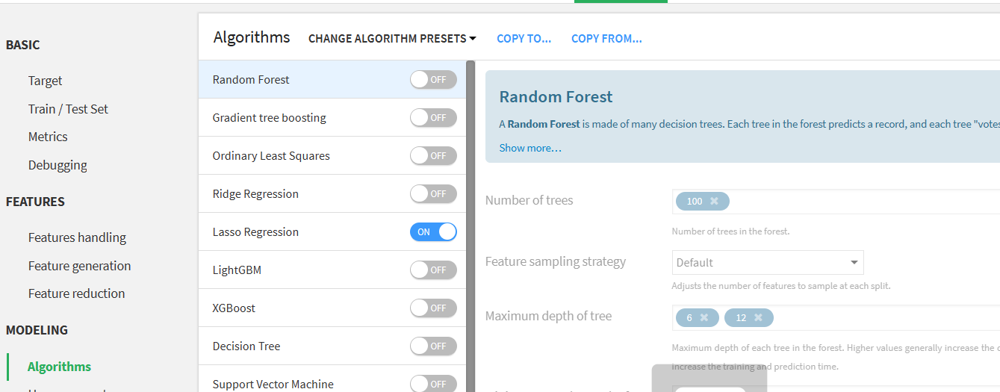 BASIC
Target
Train / Test Set
Metrics
Debugging
FEATURES
Features handling
Feature generation
Feature reduction
MODELING
Algorithms
Algorithms CHANGE ALGORITHM PRESETS COPY TO... COPY FROM...
Random Forest OFF
Gradient tree boosting OFF
Ordinary Least Squares OFF
Ridge Regression OFF
Lasso Regression ON
LightGBM OFF
XGBoost OFF
Decision Tree OFF
Support Vector Machine OFF
Random Forest
A Random Forest is made of many decision trees. Each tree in the forest predicts a record, and each tree "votes
Show more…
Number of trees 100
Number of trees in the forest.
Feature sampling strategy Default
Adjusts the number of features to sample at each split.
Maximum depth of tree 6 12
Maximum depth of each tree in the forest. Higher values generally increase the
increase the training and prediction time.